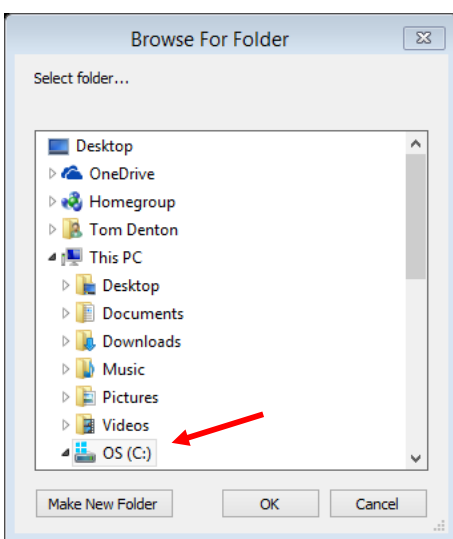 Browse For Folder
Select folder...
Desktop
OneDrive
Homegroup
Tom Denton
This PC
Desktop
Documents
Downloads
Music
Pictures
Videos
OS (C:)
Make New Folder
OK
Cancel